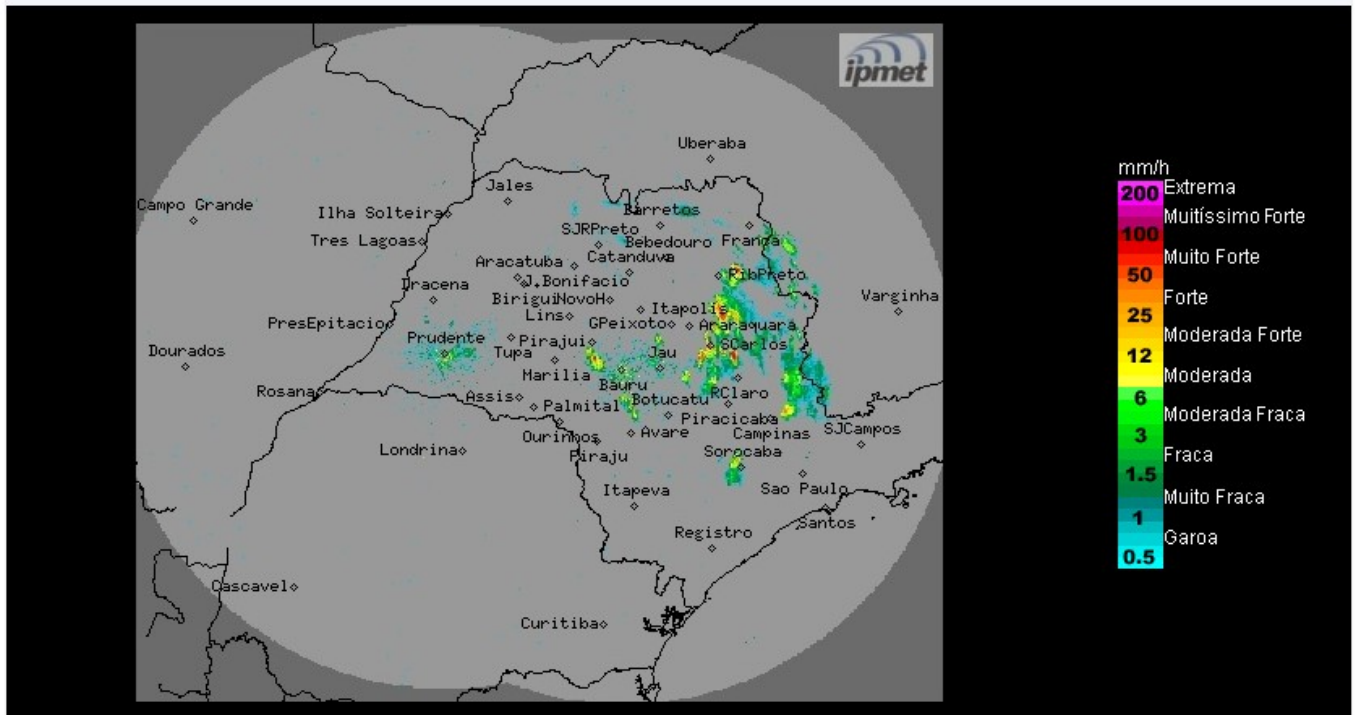 ipmet
Uberaba
Jales
Campo Grande
Ilha Solteira
Barretos
SJRPreto
Tres Lagoas
Bebedouro
Franca
Catanduva
Aracatuba
RibPreto
J.Bonifacio
Dracena
Birigui
NovoH
Varginha
Itapolis
Lins
PresEpitacio
GPeixoto
Araraquara
Prudente
Pirajui
SCarlos
Dourados
Tupa
Jau
Marilia
Bauru
Rosana
Assis
Botucatu
RClaro
Palmital
Piracicaba
Ourinhos
Avare
Campinas
SJCampos
Londrina
Piraju
Sorocaba
Itapeva
Sao Paulo
Santos
Registro
Cascavel
Curitiba
mm/h
200
Extrema
Muitíssimo Forte
100
Muito Forte
50
Forte
25
Moderada Forte
12
Moderada
6
Moderada Fraca
3
Fraca
1.5
Muito Fraca
1
Garoa
0.5